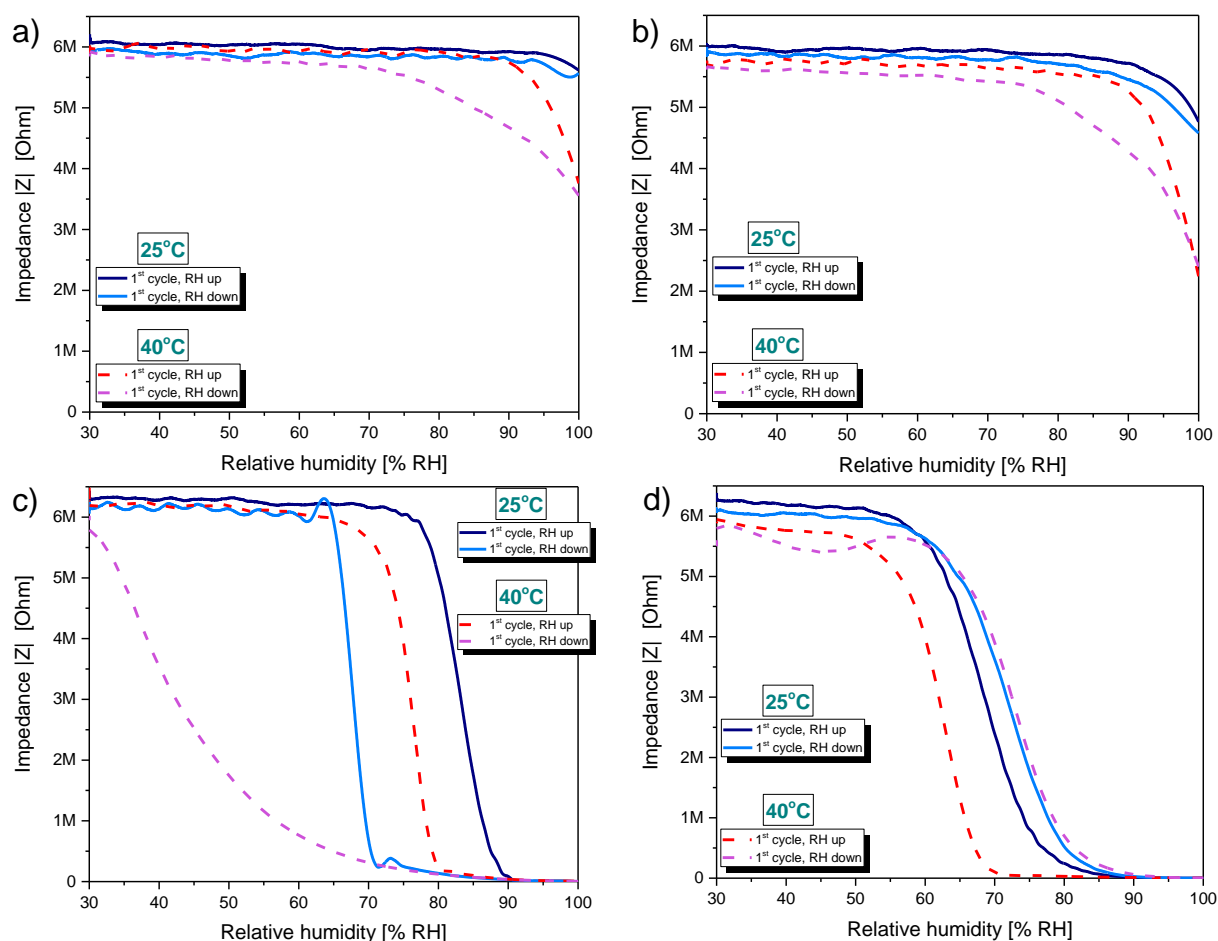 a)
Impedance |Z| [Ohm]
6M
5M
4M
3M
2M
1M
0
25°C
1st cycle, RH up
1st cycle, RH down
40°C
1st cycle, RH up
1st cycle, RH down
30 40 50 60 70 80 90 100
Relative humidity [% RH]
b)
Impedance |Z| [Ohm]
6M
5M
4M
3M
2M
1M
0
25°C
1st cycle, RH up
1st cycle, RH down
40°C
1st cycle, RH up
1st cycle, RH down
30 40 50 60 70 80 90 100
Relative humidity [% RH]
c)
Impedance |Z| [Ohm]
6M
5M
4M
3M
2M
1M
0
25°C
1st cycle, RH up
1st cycle, RH down
40°C
1st cycle, RH up
1st cycle, RH down
30 40 50 60 70 80 90 100
Relative humidity [% RH]
d)
Impedance |Z| [Ohm]
6M
5M
4M
3M
2M
1M
0
25°C
1st cycle, RH up
1st cycle, RH down
40°C
1st cycle, RH up
1st cycle, RH down
30 40 50 60 70 80 90 100
Relative humidity [% RH]